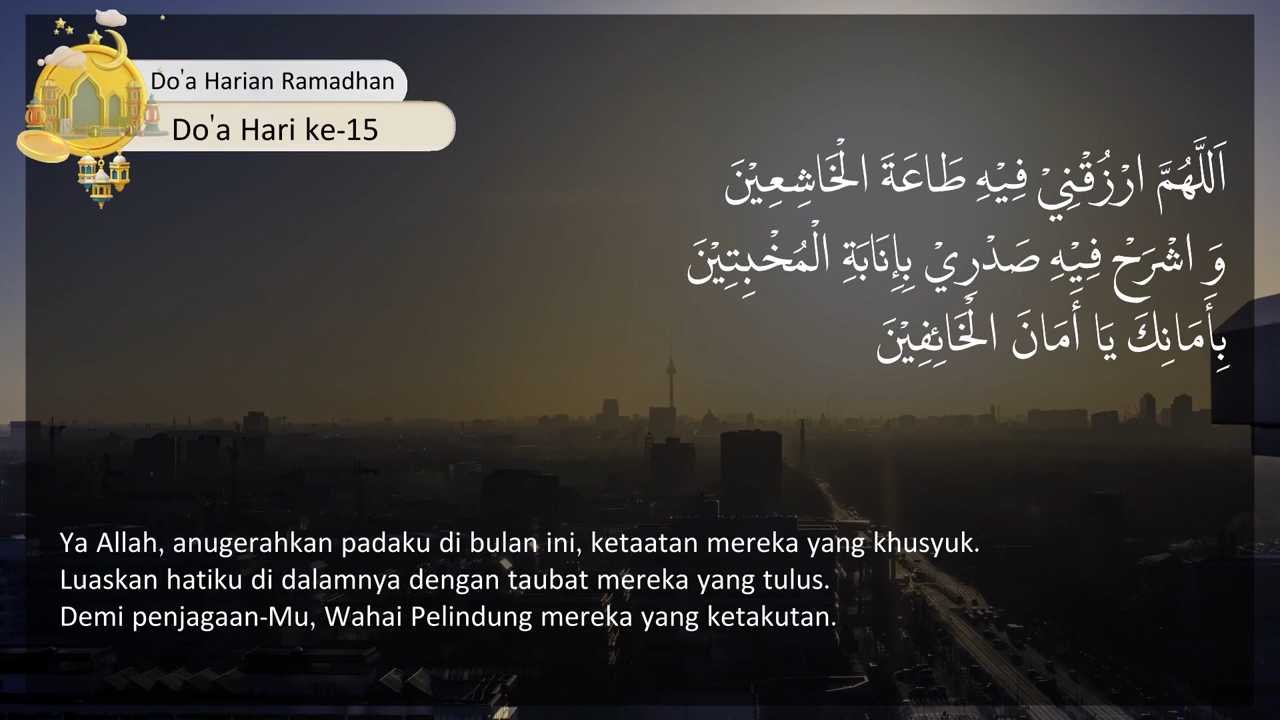 Do'a Harian Ramadhan
Do'a Hari ke-15
اَللَّهُمَّ ارْزُقْنِيْ فِيْهِ طَاعَةَ الْخَاشِعِيْنَ
وَ اشْرَحْ فِيْهِ صَدْرِيْ بِإِنَابَةِ الْمُخْبِتِيْنَ
بِأَمَانِكَ يَا أَمَانَ الْخَائِفِيْنَ
Ya Allah, anugerahkan padaku di bulan ini, ketaatan mereka yang khusyuk.
Luaskan hatiku di dalamnya dengan taubat mereka yang tulus.
Demi penjagaan-Mu, Wahai Pelindung mereka yang ketakutan.